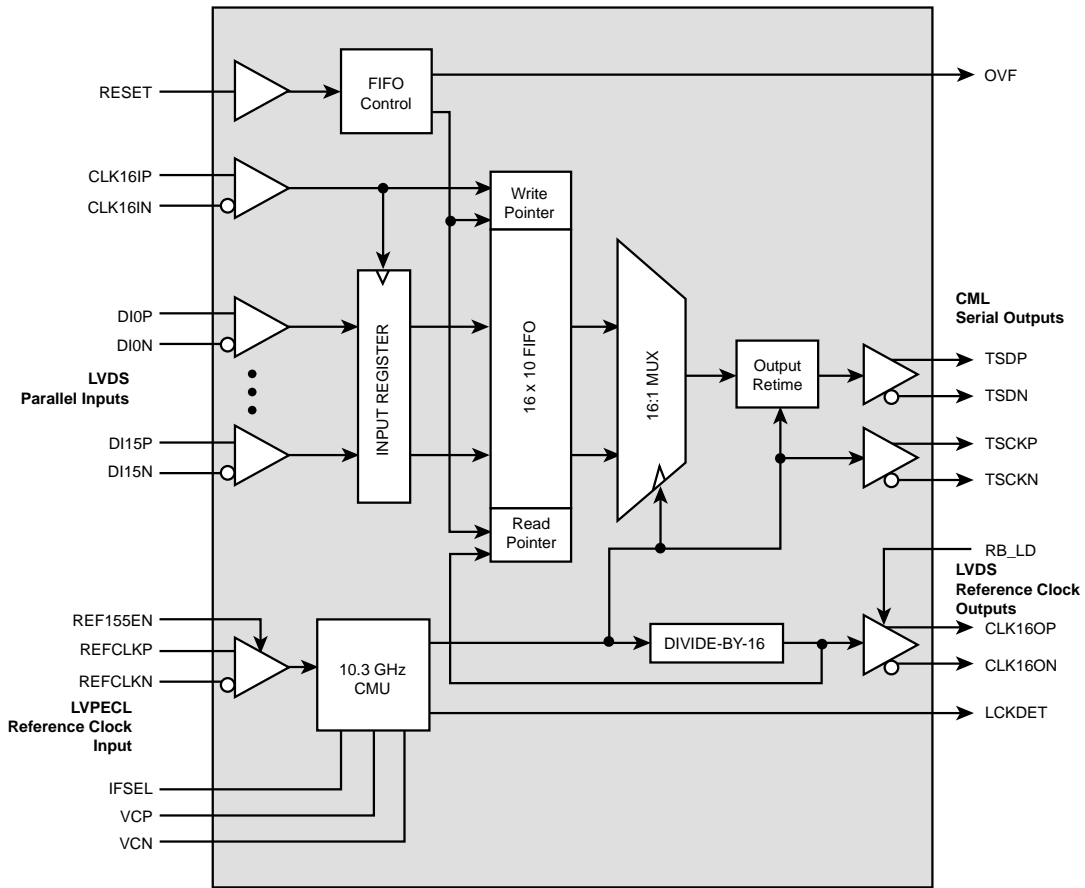 RESET
FIFO
Control
OVF
CLK16IP
CLK16IN
Write
Pointer
DI0P
DI0N
LVDS
Parallel Inputs
DI15P
DI15N
INPUT REGISTER
16 x 10 FIFO
16:1 MUX
Output
Retime
CML
Serial Outputs
TSDP
TSDN
TSCKP
TSCKN
Read
Pointer
RB_LD
LVDS
Reference Clock
Outputs
CLK16OP
CLK16ON
REF155EN
REFCLKP
REFCLKN
LVPECL
Reference Clock
Input
10.3 GHz
CMU
DIVIDE-BY-16
LCKDET
IFSEL
VCP
VCN